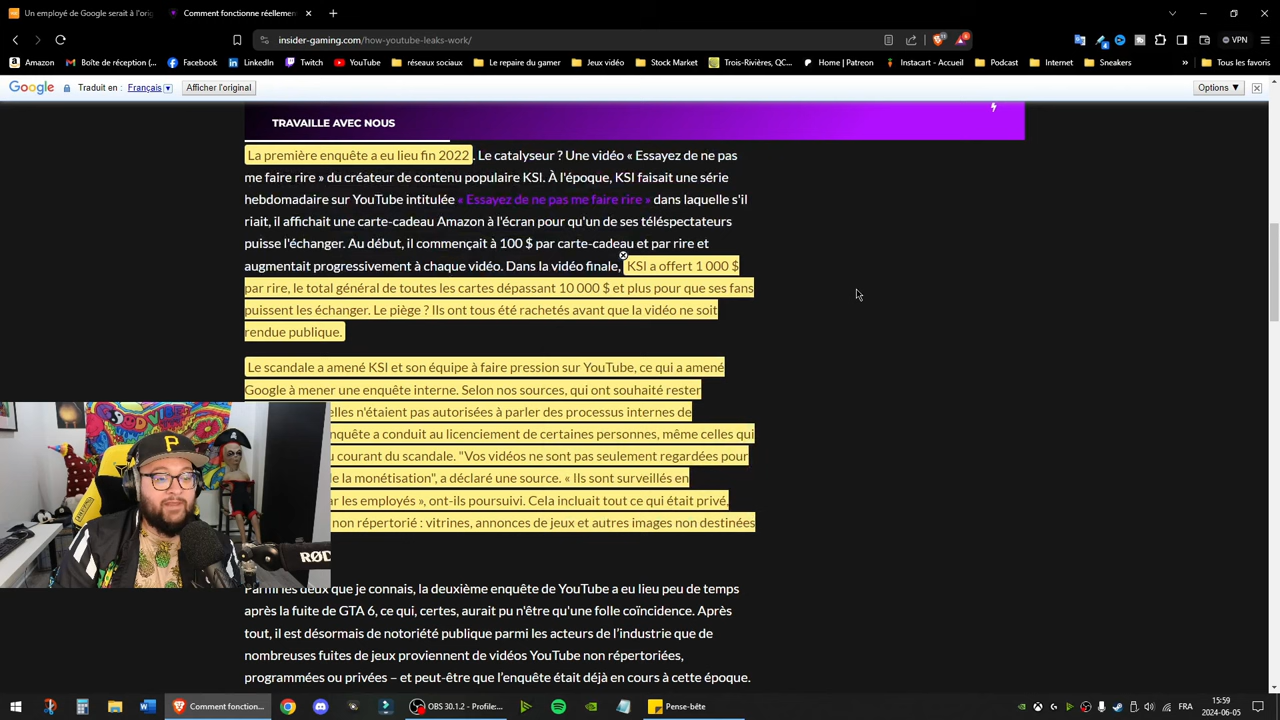 Un employé de Google serait à l'orig
Comment fonctionne réellemen
insider-gaming.com/how-youtube-leaks-work/
VPN
Amazon
Boîte de réception (...
Facebook
LinkedIn
Twitch
YouTube
réseaux sociaux
Le repaire du gamer
Jeux vidéo
Stock Market
Trois-Rivières, QC...
Home | Patreon
Instacart - Accueil
Podcast
Internet
Sneakers
»
Tous les favoris
Google
Traduit en :
Français
Afficher l'original
Options ▼
TRAVAILLE AVEC NOUS
La première enquête a eu lieu fin 2022 . Le catalyseur ? Une vidéo « Essayez de ne pas
me faire rire » du créateur de contenu populaire KSI. À l'époque, KSI faisait une série
hebdomadaire sur YouTube intitulée « Essayez de ne pas me faire rire » dans laquelle s'il
riait, il affichait une carte-cadeau Amazon à l'écran pour qu'un de ses téléspectateurs
puisse l'échanger. Au début, il commençait à 100 $ par carte-cadeau et par rire et
augmentait progressivement à chaque vidéo. Dans la vidéo finale, KSI a offert 1 000 $
par rire, le total général de toutes les cartes dépassant 10 000 $ et plus pour que ses fans
puissent les échanger. Le piège ? Ils ont tous été rachetés avant que la vidéo ne soit
rendue publique.
Le scandale a amené KSI et son équipe à faire pression sur YouTube, ce qui a amené
Google à mener une enquête interne. Selon nos sources, qui ont souhaité rester
elles n'étaient pas autorisées à parler des processus internes de
nquête a conduit au licenciement de certaines personnes, même celles qui
u courant du scandale. "Vos vidéos ne sont pas seulement regardées pour
le la monétisation", a déclaré une source. « Ils sont surveillés en
ar les employés », ont-ils poursuivi. Cela incluait tout ce qui était privé,
non répertorié : vitrines, annonces de jeux et autres images non destinées
Parmi les deux que je connais, la deuxième enquête de YouTube a eu lieu peu de temps
après la fuite de GTA 6, ce qui, certes, aurait pu n'être qu'une folle coïncidence. Après
tout, il est désormais de notoriété publique parmi les acteurs de l'industrie que de
nombreuses fuites de jeux proviennent de vidéos YouTube non répertoriées,
programmées ou privées – et peut-être que l'enquête était déjà en cours à cette époque.
P
RØD
Comment fonction...
OBS 30.1.2 - Profile:...
Pense-bête
FRA
15:59
2024-06-05